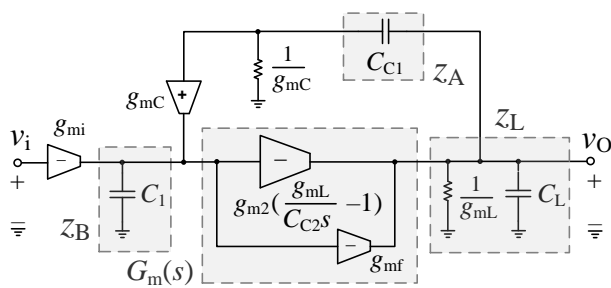 1
g_mC
C_C1
z_A
g_mC
+
z_L
v_i
g_mi
v_O
−
−
+
C_1
g_m2(g_mL/C_C2s −1)
1
g_mL
C_L
+
z_B
−
g_mf
G_m(s)